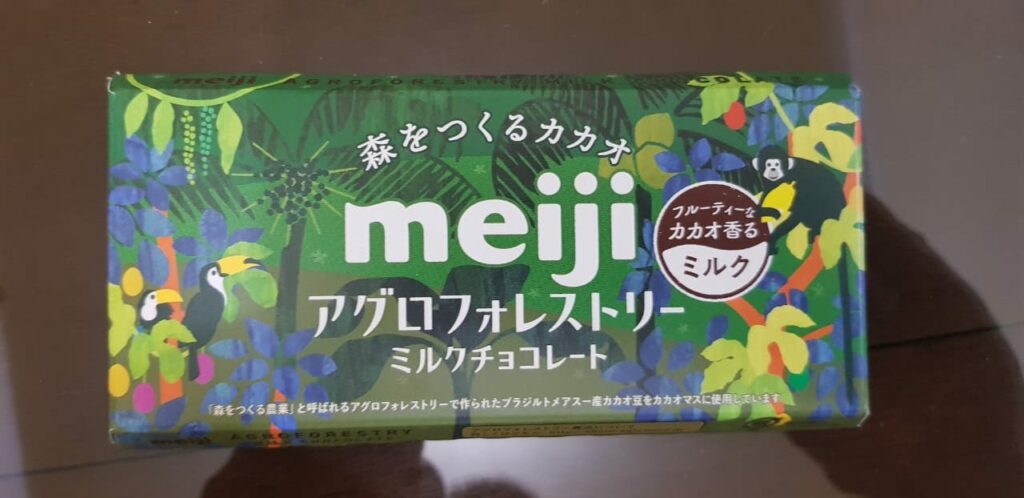 meiji AGROFORESTRY
森をつくるカカオ
meiji
フルーティーな
カカオ香る
ミルク
アグロフォレストリー
ミルクチョコレート
「森をつくる農業」と呼ばれるアグロフォレストリーで作られたブラジルトメアスー産カカオ豆をカカオマスに使用しています
meiji AGROFORESTRY